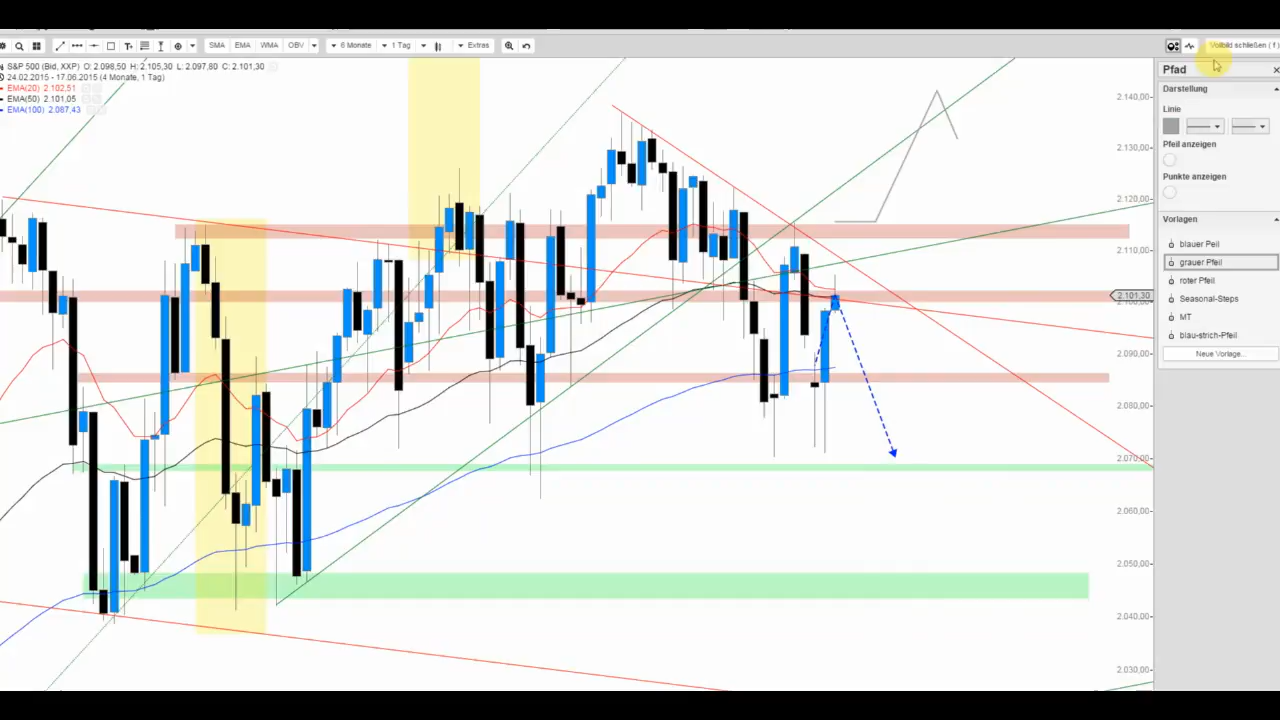 SMA EMA WMA OBV 6 Monate 1 Tag Extras Vollbild schließen ( f )
S&P 500 (Bid, XXP) O: 2.098,50 H: 2.105,30 L: 2.097,80 C: 2.101,30
24.02.2015 - 17.06.2015 (4 Monate, 1 Tag)
EMA(20) 2.102,51
EMA(50) 2.101,05
EMA(100) 2.087,43
2.140,00
2.130,00
2.120,00
2.110,00
2.101,30
2.090,00
2.080,00
2.070,00
2.060,00
2.050,00
2.040,00
2.030,00
Pfad
Darstellung
Linie
Pfeil anzeigen
Punkte anzeigen
Vorlagen
blauer Peil
grauer Pfeil
roter Pfeil
Seasonal-Steps
MT
blau-strich-Pfeil
Neue Vorlage...